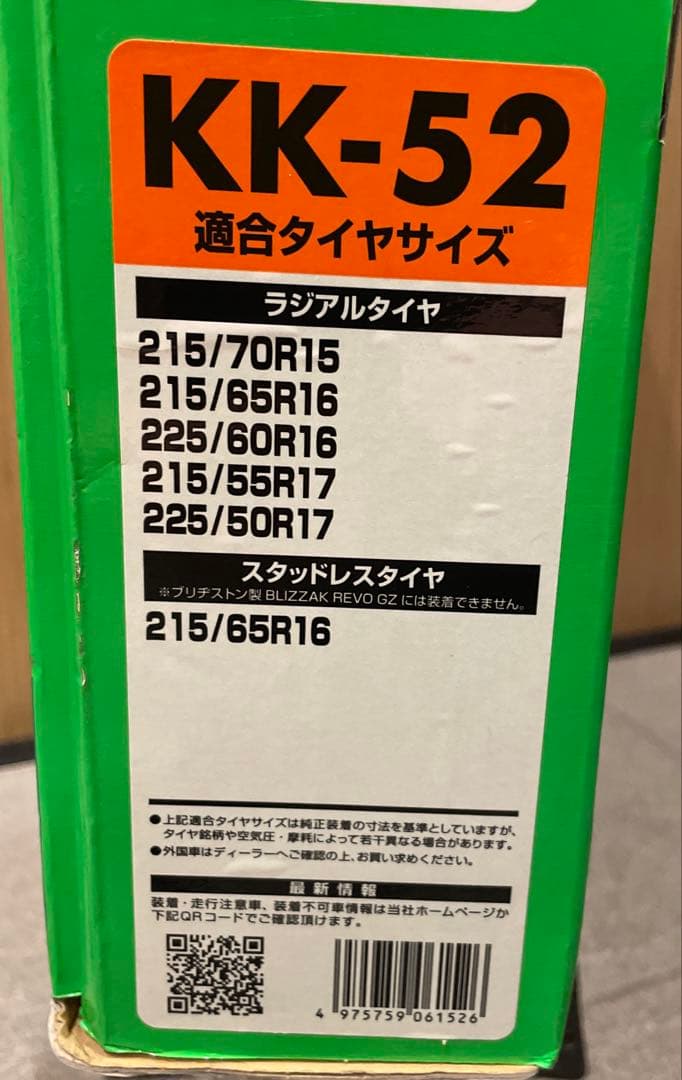 KK-52
適合タイヤサイズ
ラジアルタイヤ
215/70R15
215/65R16
225/60R16
215/55R17
225/50R17
スタッドレスタイヤ
※ブリヂストン製 BLIZZAK REVO GZ には装着できません。
215/65R16
●上記適合タイヤサイズは純正装着の寸法を基準としていますが、
タイヤ銘柄や空気圧・摩耗によって若干異なる場合があります。
●外国車はディーラーへご確認の上、お買い求めください。
最新情報
装着・走行注意車、装着不可車情報は当社ホームページか
下記QRコードでご確認頂けます。
4 975759 061526